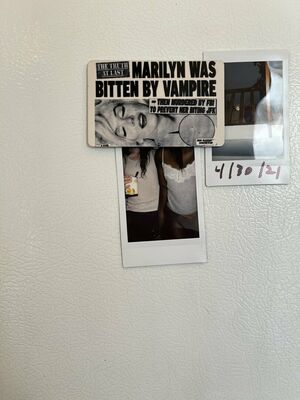 THE TRUTH
AT LAST
MARILYN WAS
BITTEN BY VAMPIRE
— THEN MURDERED BY FBI
TO PREVENT HER BITING JFK
4/30/21